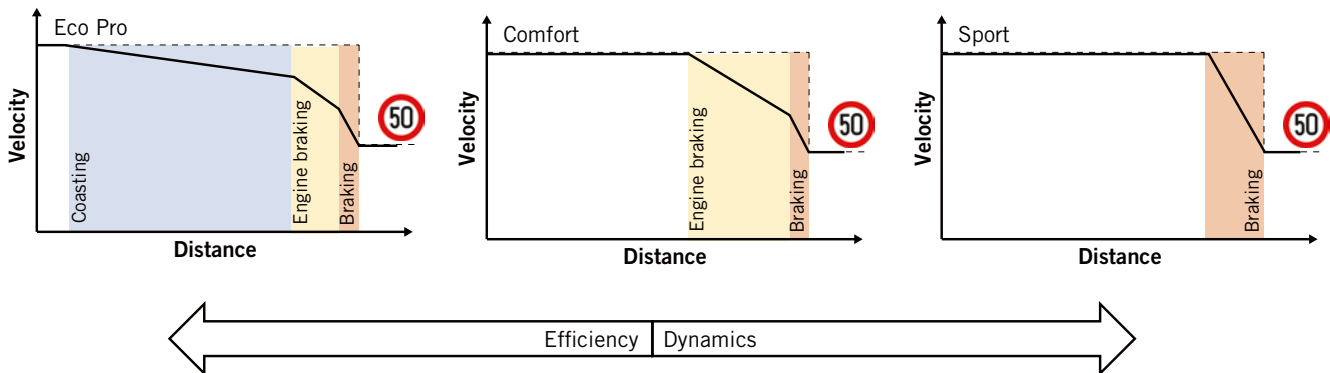 Eco Pro
Velocity
Coasting
Engine braking
Braking
50
Distance
Comfort
Velocity
Engine braking
Braking
50
Distance
Sport
Velocity
Braking
50
Distance
Efficiency
Dynamics